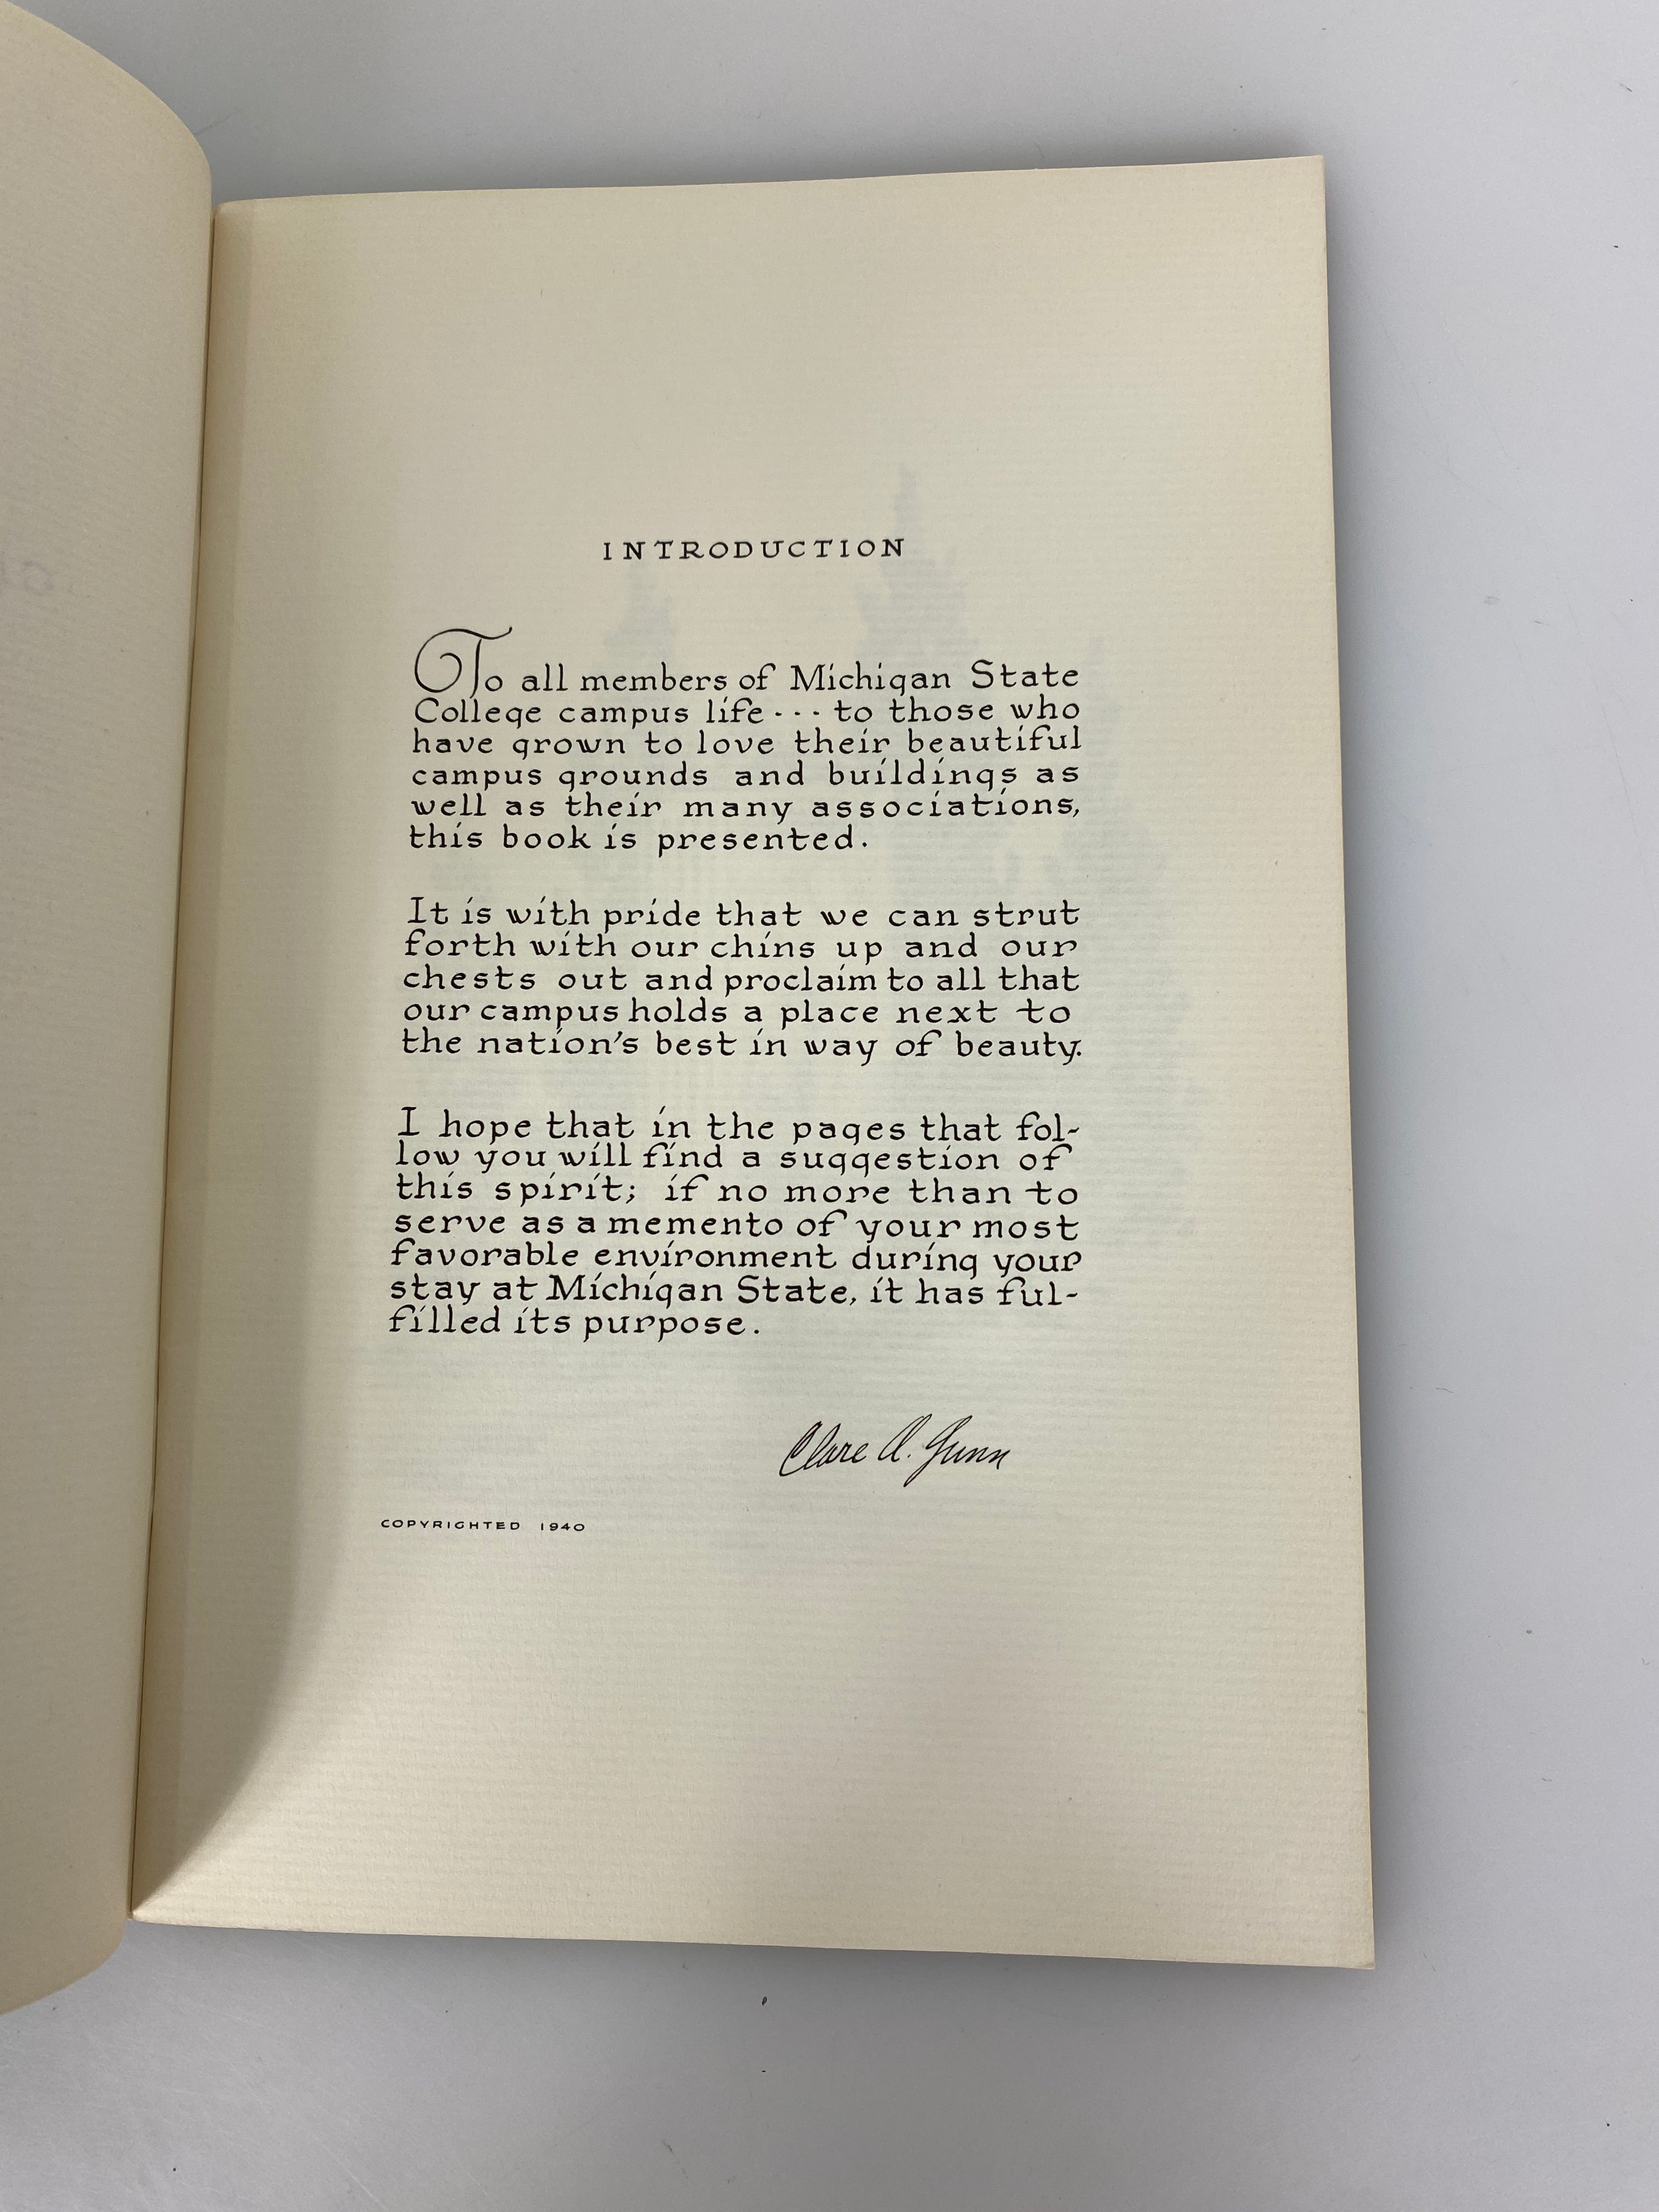 INTRODUCTION
To all members of Michigan State
College campus life--- to those who
have grown to love their beautiful
campus grounds and buildings as
well as their many associations,
this book is presented.
It is with pride that we can strut
forth with our chins up and our
chests out and proclaim to all that
our campus holds a place next to
the nation's best in way of beauty.
I hope that in the pages that fol-
low you will find a suggestion of
this spirit; if no more than to
serve as a memento of your most
favorable environment during your
stay at Michigan State, it has ful-
filled its purpose.
Clare A. Gunn
COPYRIGHTED 1940